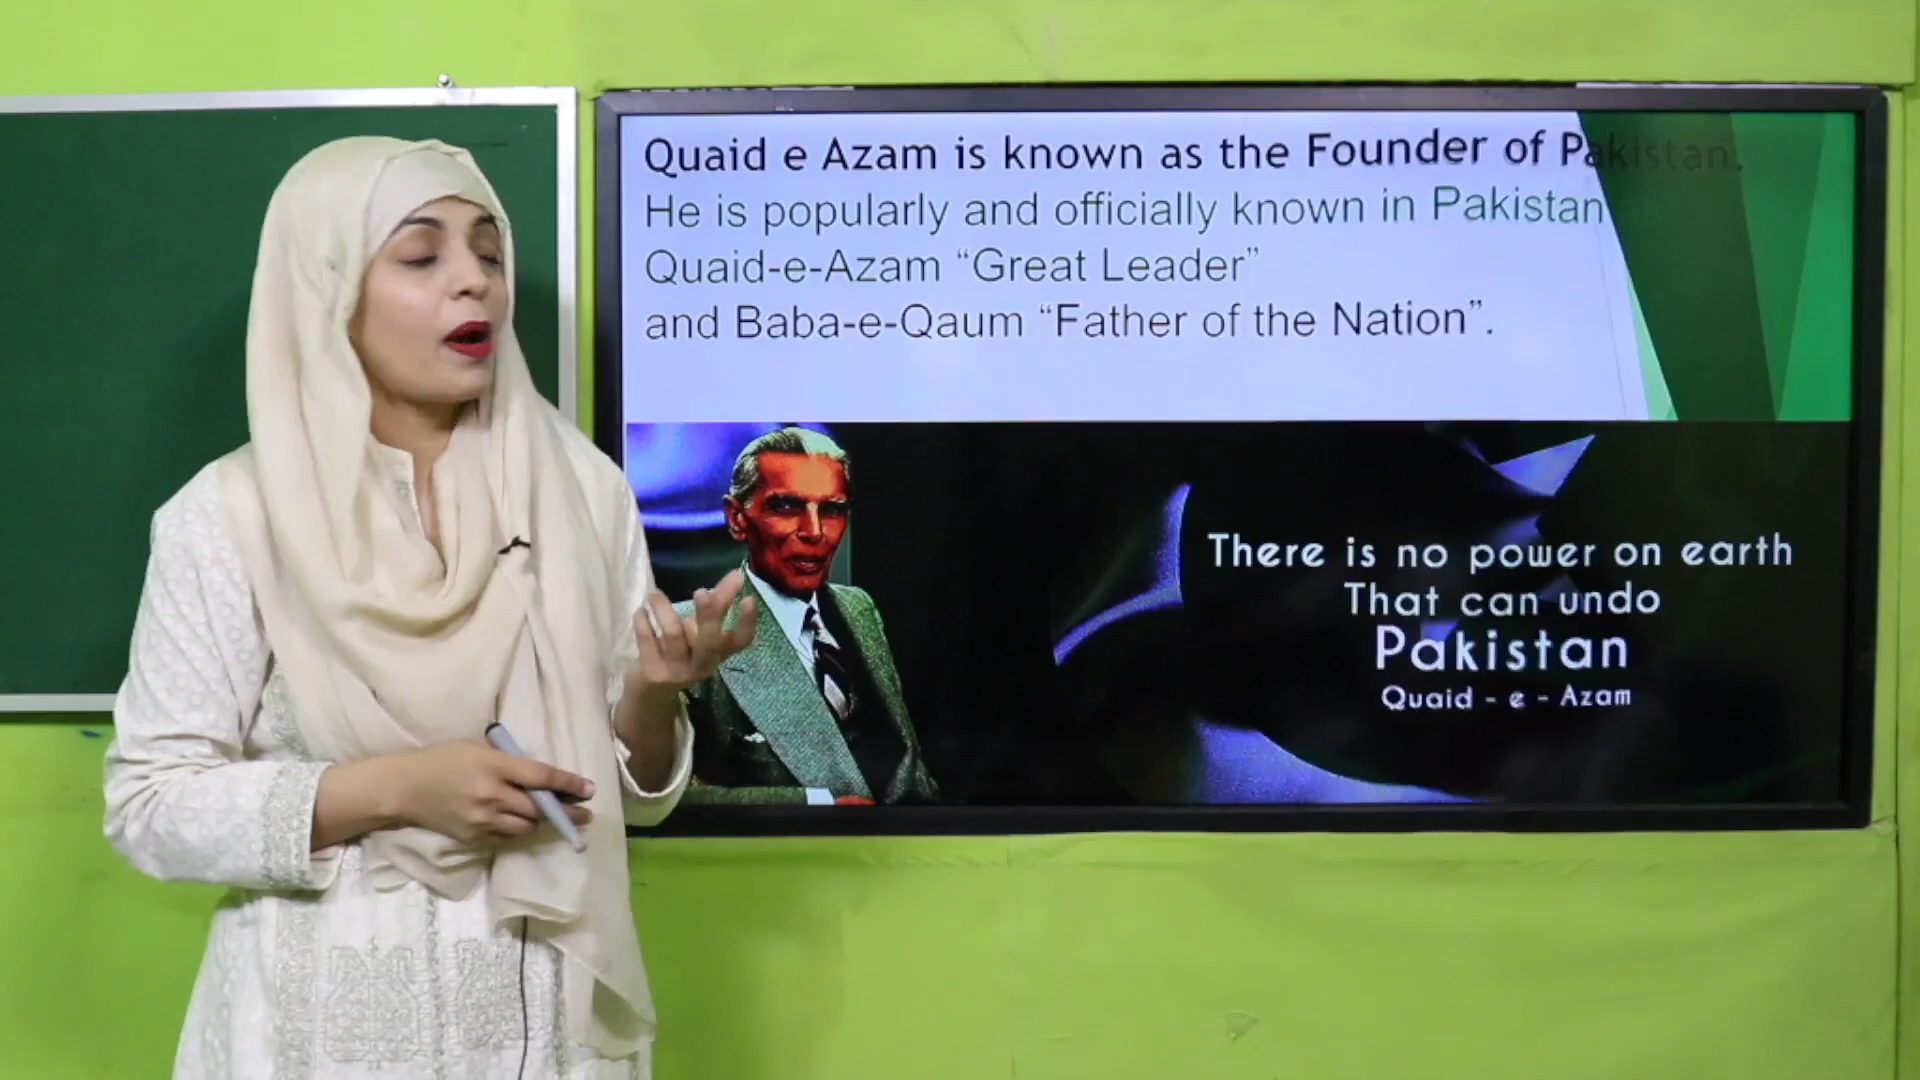 Quaid e Azam is known as the Founder of Pakistan.
He is popularly and officially known in Pakistan
Quaid-e-Azam “Great Leader”
and Baba-e-Qaum “Father of the Nation”.
There is no power on earth
That can undo
Pakistan
Quaid - e - Azam